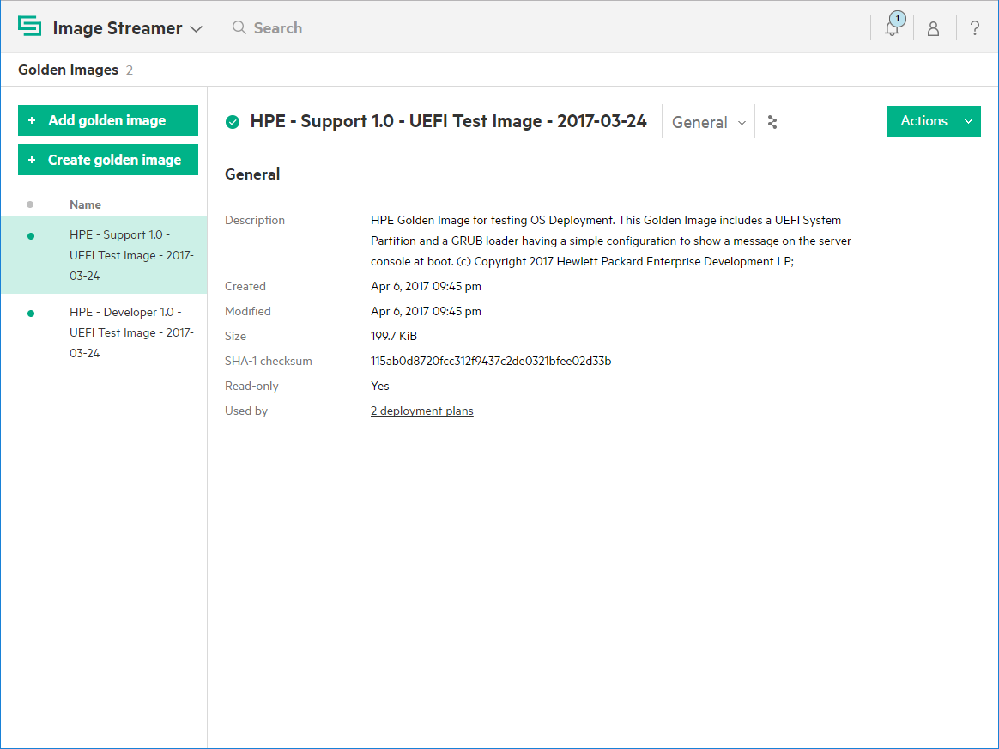 Image Streamer
Search
1
?
Golden Images 2
+ Add golden image
+ Create golden image
Name
HPE - Support 1.0 -
UEFI Test Image - 2017-
03-24
HPE - Developer 1.0 -
UEFI Test Image - 2017-
03-24
HPE - Support 1.0 - UEFI Test Image - 2017-03-24
General
Actions
General
Description
HPE Golden Image for testing OS Deployment. This Golden Image includes a UEFI System
Partition and a GRUB loader having a simple configuration to show a message on the server
console at boot. (c) Copyright 2017 Hewlett Packard Enterprise Development LP;
Created Apr 6, 2017 09:45 pm
Modified Apr 6, 2017 09:45 pm
Size 199.7 KiB
SHA-1 checksum 115ab0d8720fcc312f9437c2de0321bfee02d33b
Read-only Yes
Used by 2 deployment plans